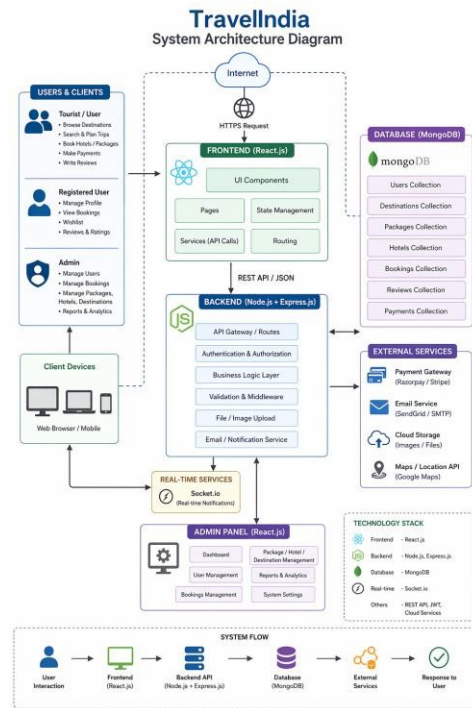 TravelIndia
System Architecture Diagram
Internet
HTTPS Request
USERS & CLIENTS
Tourist / User
• Browse Destinations
• Search & Plan Trips
• Book Hotels / Packages
• Make Payments
• Write Reviews
Registered User
• Manage Profile
• View Bookings
• Wishlist
• Reviews & Ratings
Admin
• Manage Users
• Manage Bookings
• Manage Packages,
Hotels, Destinations
• Reports & Analytics
Client Devices
Web Browser / Mobile
FRONTEND (React.js)
UI Components
Pages
State Management
Services (API Calls)
Routing
REST API / JSON
BACKEND (Node.js + Express.js)
JS
API Gateway / Routes
Authentication & Authorization
Business Logic Layer
Validation & Middleware
File / Image Upload
Email / Notification Service
REAL-TIME SERVICES
Socket.io
(Real-time Notifications)
ADMIN PANEL (React.js)
Dashboard
Package / Hotel /
Destination Management
User Management
Reports & Analytics
Bookings Management
System Settings
DATABASE (MongoDB)
mongoDB
Users Collection
Destinations Collection
Packages Collection
Hotels Collection
Bookings Collection
Reviews Collection
Payments Collection
EXTERNAL SERVICES
Payment Gateway
(Razorpay / Stripe)
Email Service
(SendGrid / SMTP)
Cloud Storage
(Images / Files)
Maps / Location API
(Google Maps)
TECHNOLOGY STACK
Frontend - React.js
Backend - Node.js, Express.js
Database - MongoDB
Real-time - Socket.io
Others - REST API, JWT,
Cloud Services
SYSTEM FLOW
User
Interaction
Frontend
(React.js)
Backend API
(Node.js + Express.js)
Database
(MongoDB)
External
Services
Response to
User